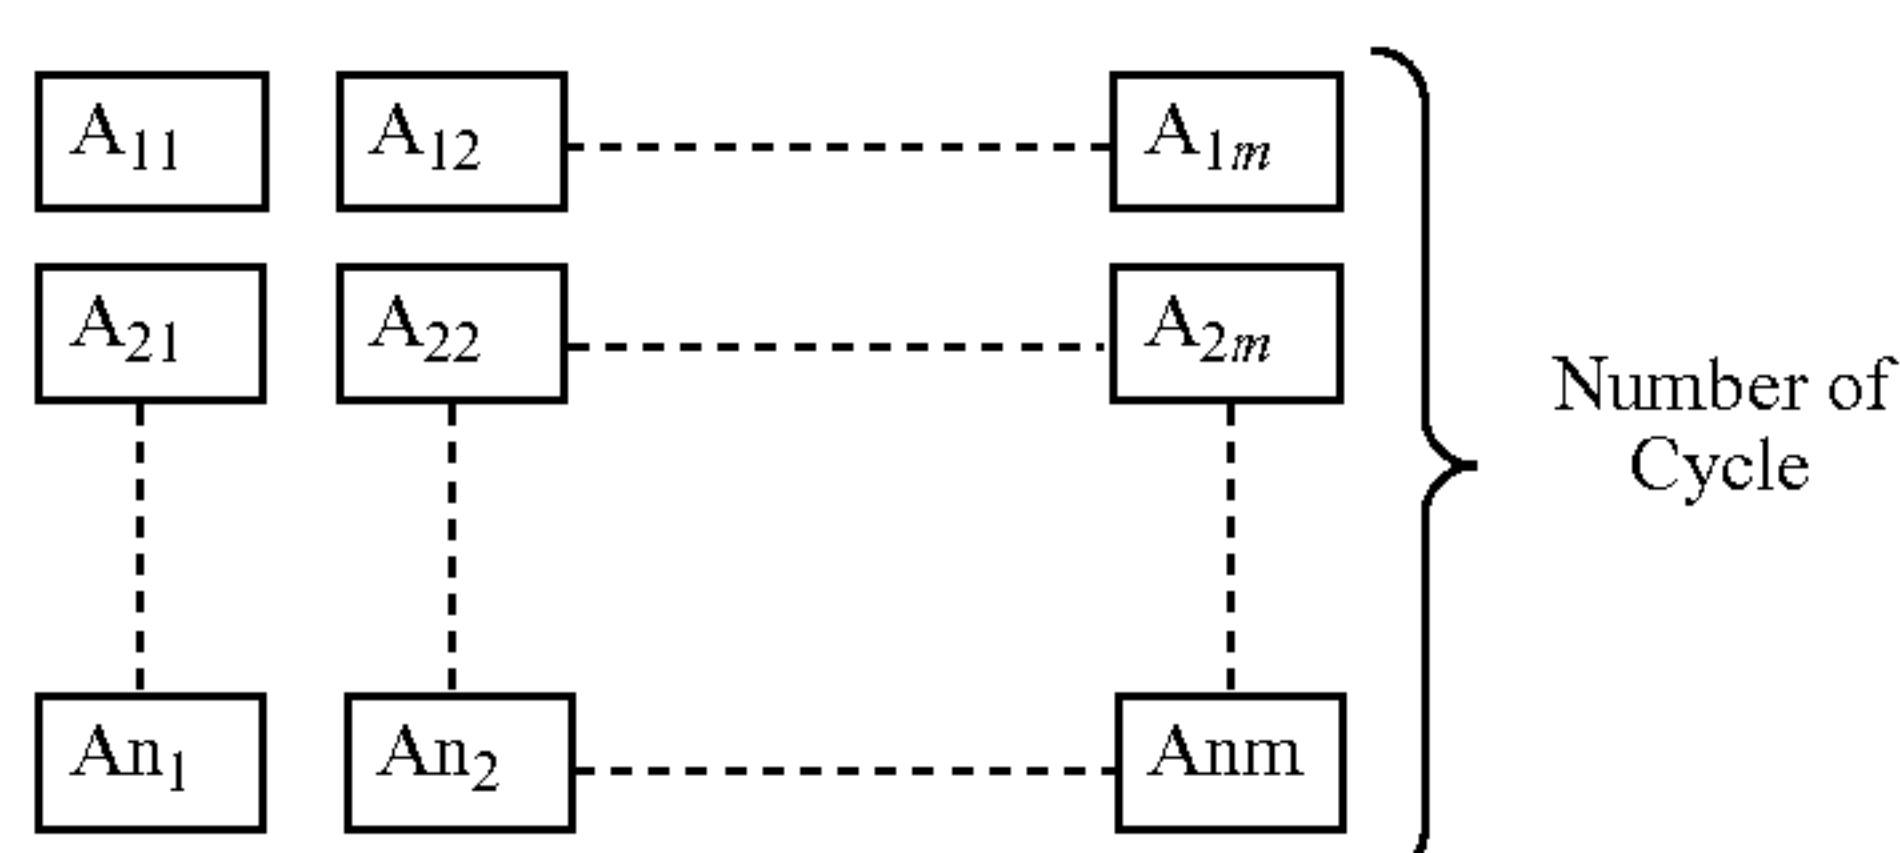 A₁₁ A₁₂ A₁ₘ
A₂₁ A₂₂ A₂ₘ
Number of
Cycle
An₁ An₂ Anm